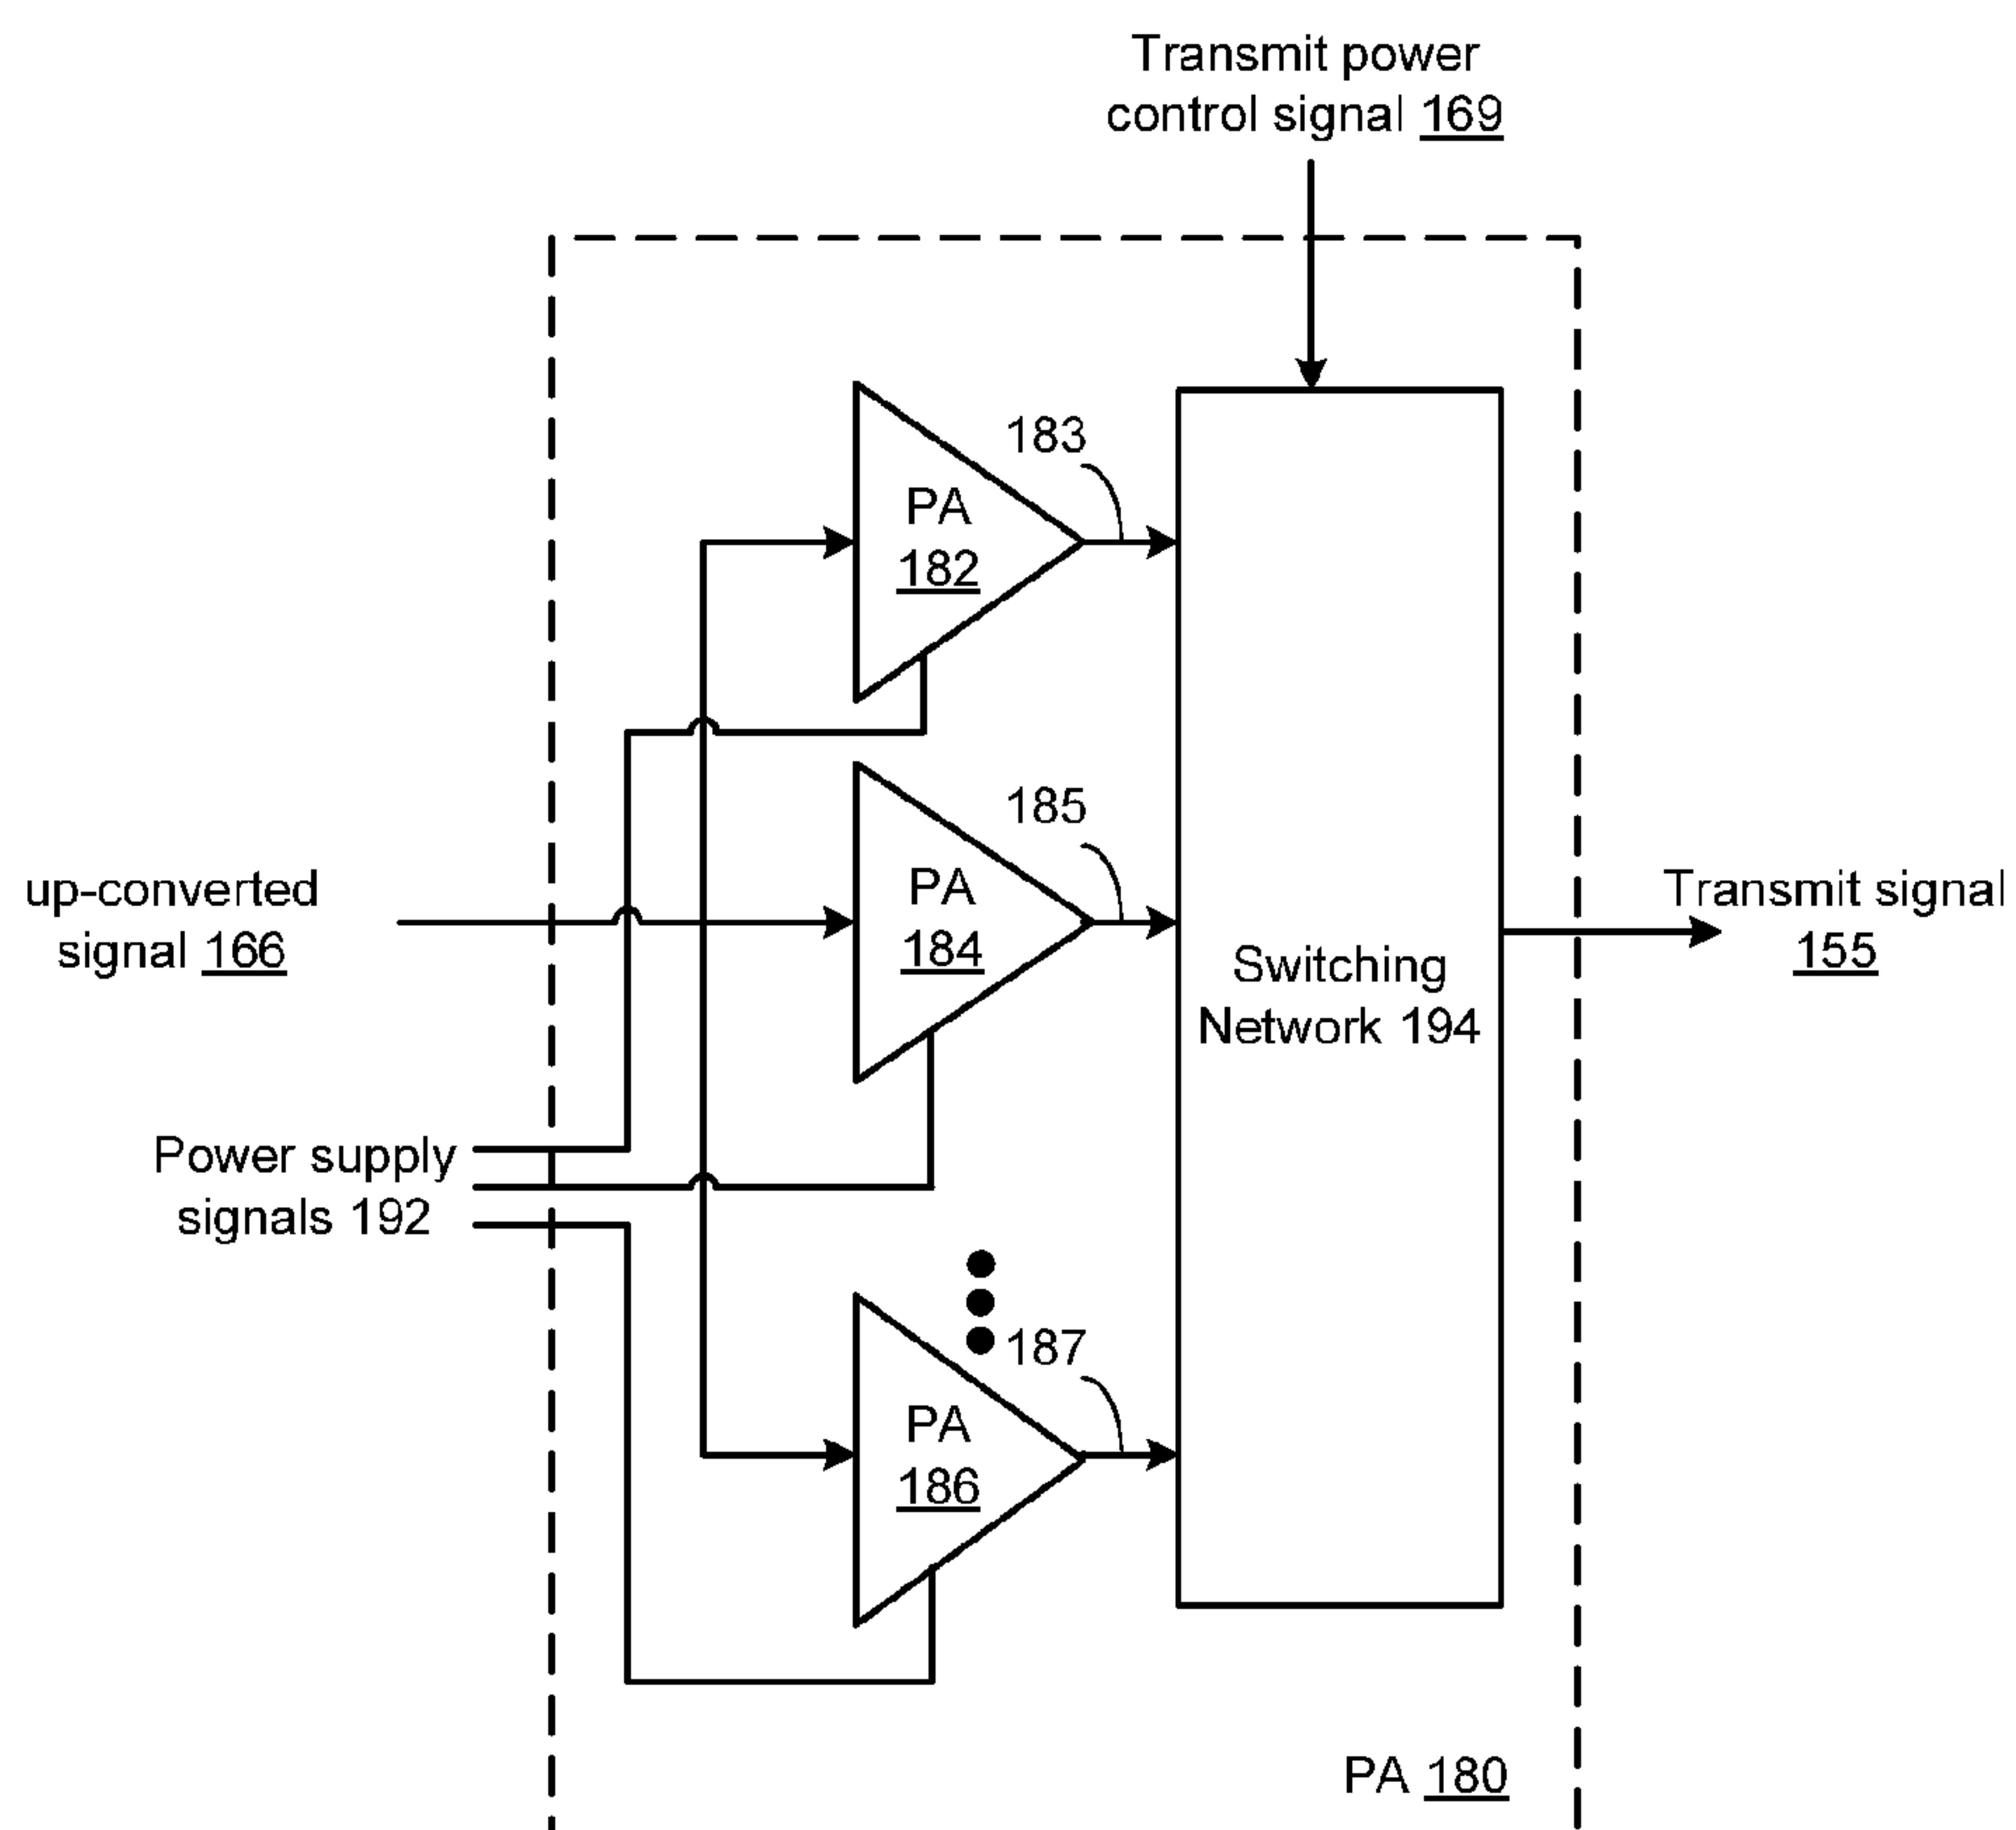 Transmit power
control signal 169
183
PA
182
185
up-converted
signal 166
PA
184
Transmit signal
155
Switching
Network 194
Power supply
signals 192
187
PA
186
PA 180